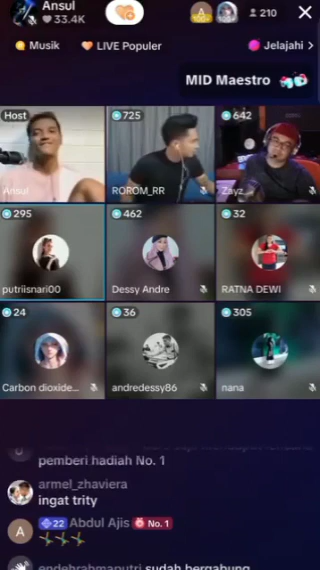 Ansul
33.4K
210
Musik
LIVE Populer
Jelajahi
MID Maestro
Host
Ansul
725
ROROM_RR
642
Zayz_
295
putriisnari00
462
Dessy Andre
32
RATNA DEWI
24
Carbon dioxide...
36
andredessy86
305
nana
pemberi hadiah No. 1
armel_zhaviera
ingat trity
22 Abdul Ajis No. 1
endehrahmaputri sudah bergabung